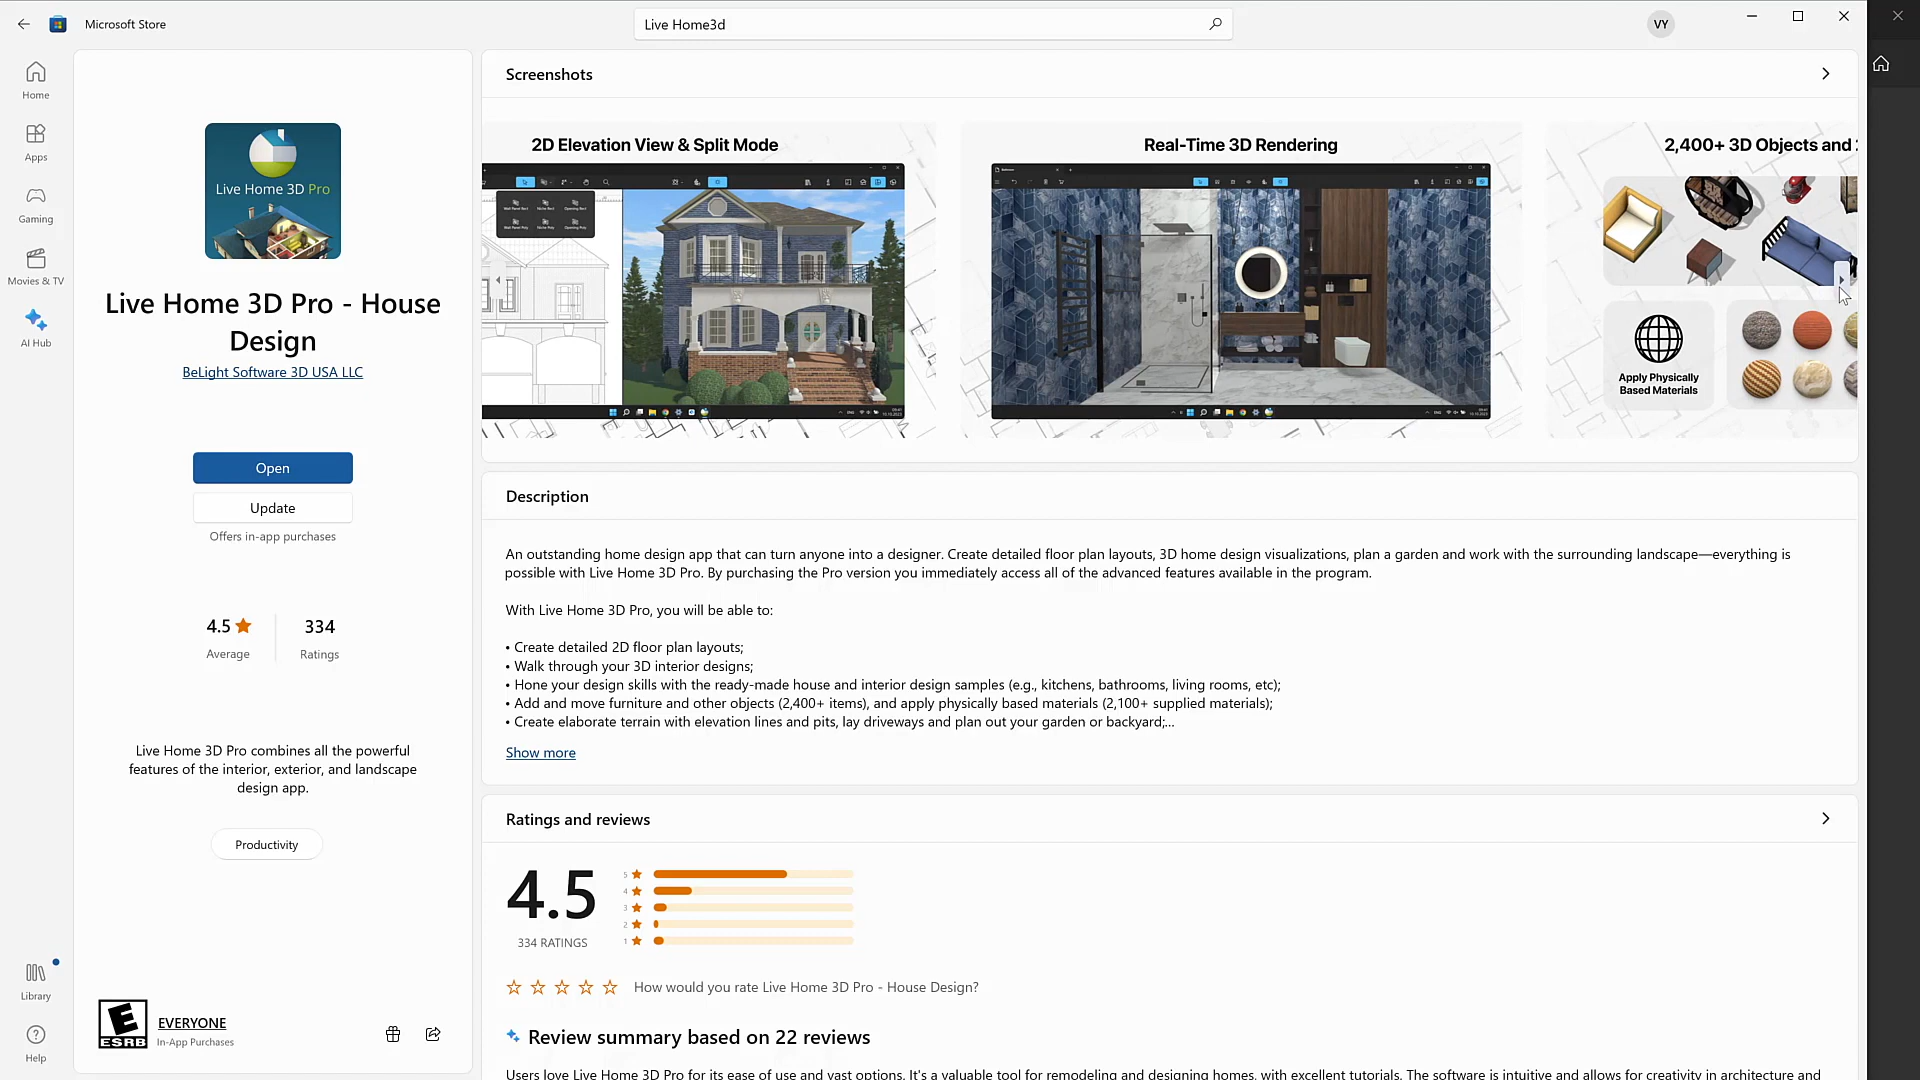 Microsoft Store
Live Home3d
VY
Home
Apps
Gaming
Movies & TV
AI Hub
Library
Help
Live Home 3D Pro
Live Home 3D Pro - House
Design
BeLight Software 3D USA LLC
Open
Update
Offers in-app purchases
4.5
Average
334
Ratings
Live Home 3D Pro combines all the powerful
features of the interior, exterior, and landscape
design app.
Productivity
E
ESRB
EVERYONE
In-App Purchases
Screenshots
2D Elevation View & Split Mode
Real-Time 3D Rendering
2,400+ 3D Objects and
Apply Physically
Based Materials
Description
An outstanding home design app that can turn anyone into a designer. Create detailed floor plan layouts, 3D home design visualizations, plan a garden and work with the surrounding landscape—everything is
possible with Live Home 3D Pro. By purchasing the Pro version you immediately access all of the advanced features available in the program.
With Live Home 3D Pro, you will be able to:
• Create detailed 2D floor plan layouts;
• Walk through your 3D interior designs;
• Hone your design skills with the ready-made house and interior design samples (e.g., kitchens, bathrooms, living rooms, etc);
• Add and move furniture and other objects (2,400+ items), and apply physically based materials (2,100+ supplied materials);
• Create elaborate terrain with elevation lines and pits, lay driveways and plan out your garden or backyard;...
Show more
Ratings and reviews
4.5
334 RATINGS
5
4
3
2
1
How would you rate Live Home 3D Pro - House Design?
Review summary based on 22 reviews
Users love Live Home 3D Pro for its ease of use and vast options. It's a valuable tool for remodeling and designing homes, with excellent tutorials. The software is intuitive and allows for creativity in architecture and